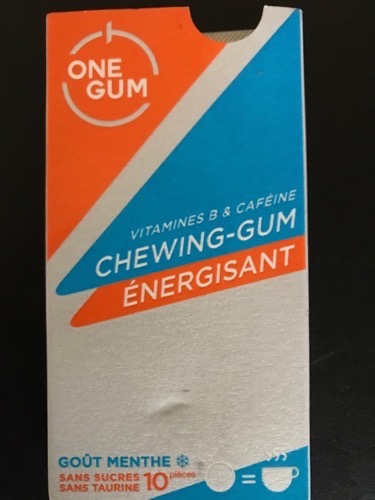 ONE
GUM
VITAMINES B & CAFÉINE
CHEWING-GUM
ÉNERGISANT
GOÛT MENTHE
SANS SUCRES
SANS TAURINE
10 pièces
=